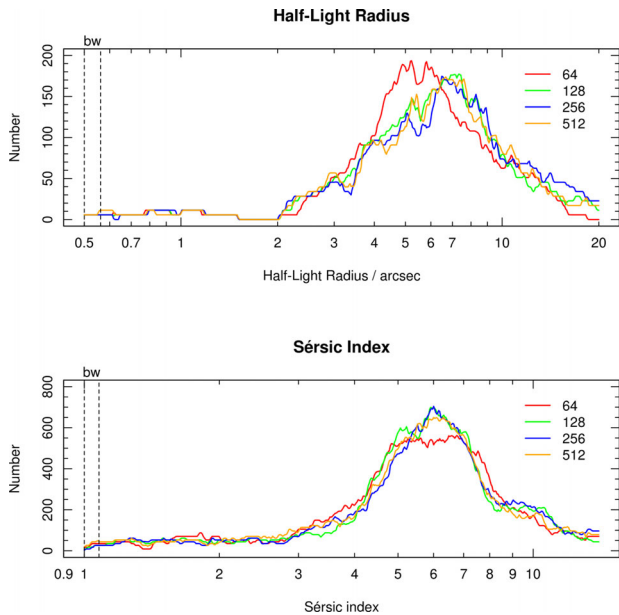 Half-Light Radius
bw
200
150
100
50
0
Number
64
128
256
512
0.5 0.7 1 2 3 4 5 6 7 10 20
Half-Light Radius / arcsec
Sérsic Index
bw
800
600
400
200
0
Number
64
128
256
512
0.9 1 2 3 4 5 6 7 8 9 10
Sérsic index